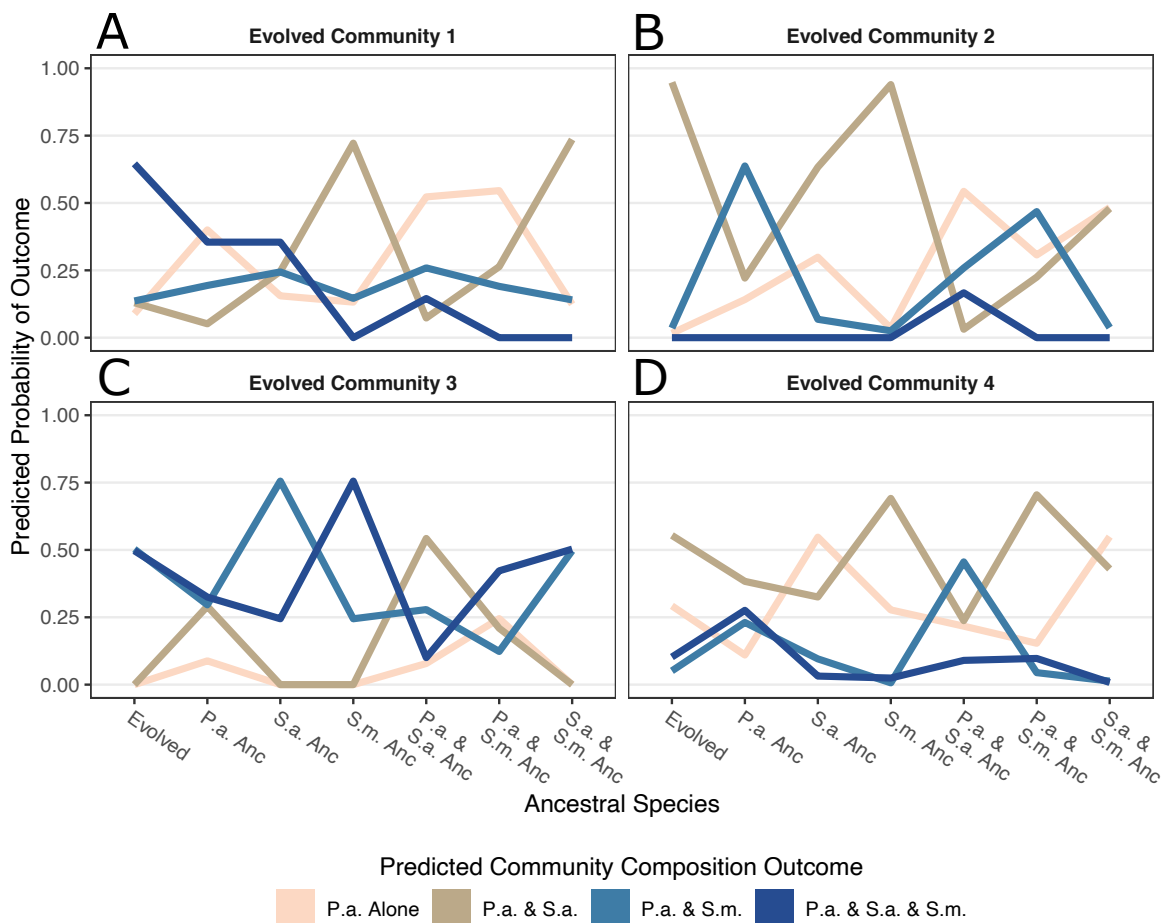 A
Evolved Community 1
B
Evolved Community 2
1.00
0.75
0.50
0.25
0.00
C
Evolved Community 3
D
Evolved Community 4
1.00
0.75
0.50
0.25
0.00
Predicted Probability of Outcome
Evolved
P.a. Anc
S.a. Anc
S.m. Anc
P.a. &
S.a. Anc
P.a. &
S.m. Anc
S.a. &
S.m. Anc
Evolved
P.a. Anc
S.a. Anc
S.m. Anc
P.a. &
S.a. Anc
P.a. &
S.m. Anc
S.a. &
S.m. Anc
Ancestral Species
Predicted Community Composition Outcome
P.a. Alone
P.a. & S.a.
P.a. & S.m.
P.a. & S.a. & S.m.